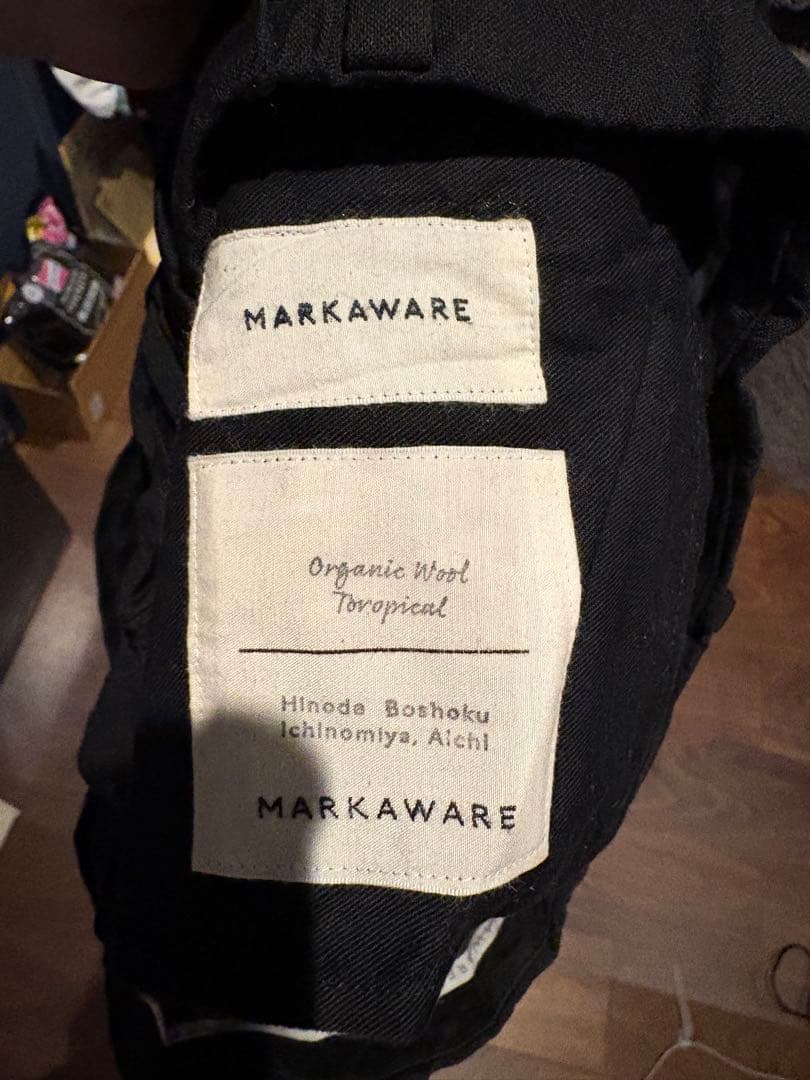 MARKAWARE
Organic Wool
Toropical
Hinode Boshoku
Ichinomiya, Aichi
MARKAWARE